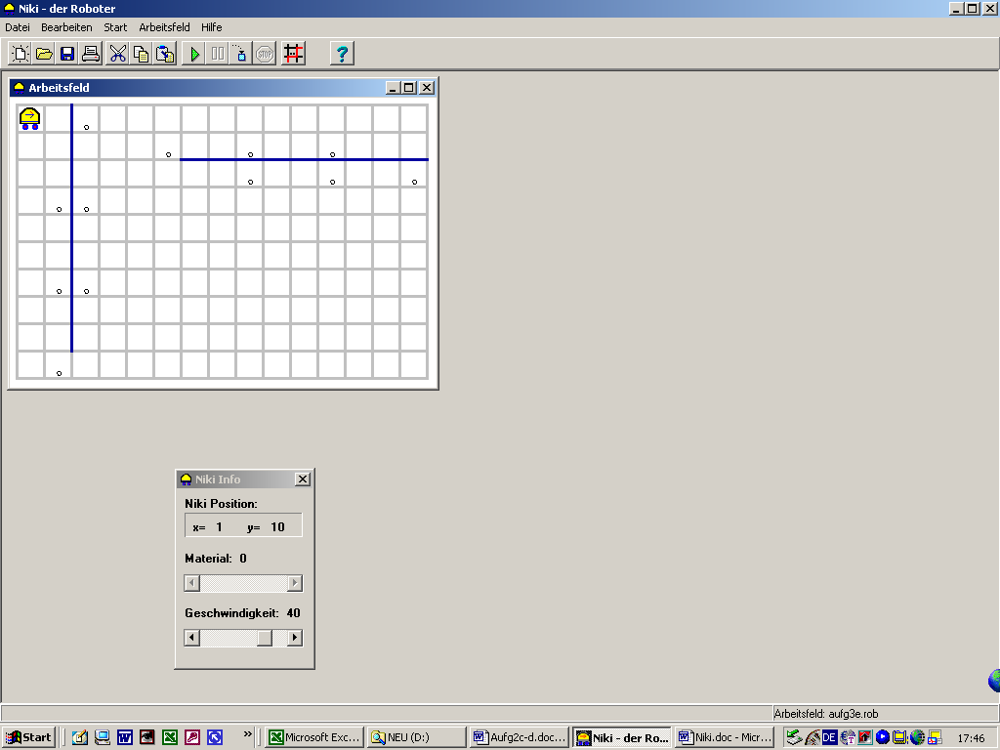 Niki - der Roboter
Datei Bearbeiten Start Arbeitsfeld Hilfe
STOP ?
Arbeitsfeld
Niki Info
Niki Position:
x= 1 y= 10
Material: 0
Geschwindigkeit: 40
Arbeitsfeld: aufg3e.rob
Start » Microsoft Exc... NEU (D:) Aufg2c-d.doc... Niki - der Ro... Niki.doc - Micr... DE 17:46